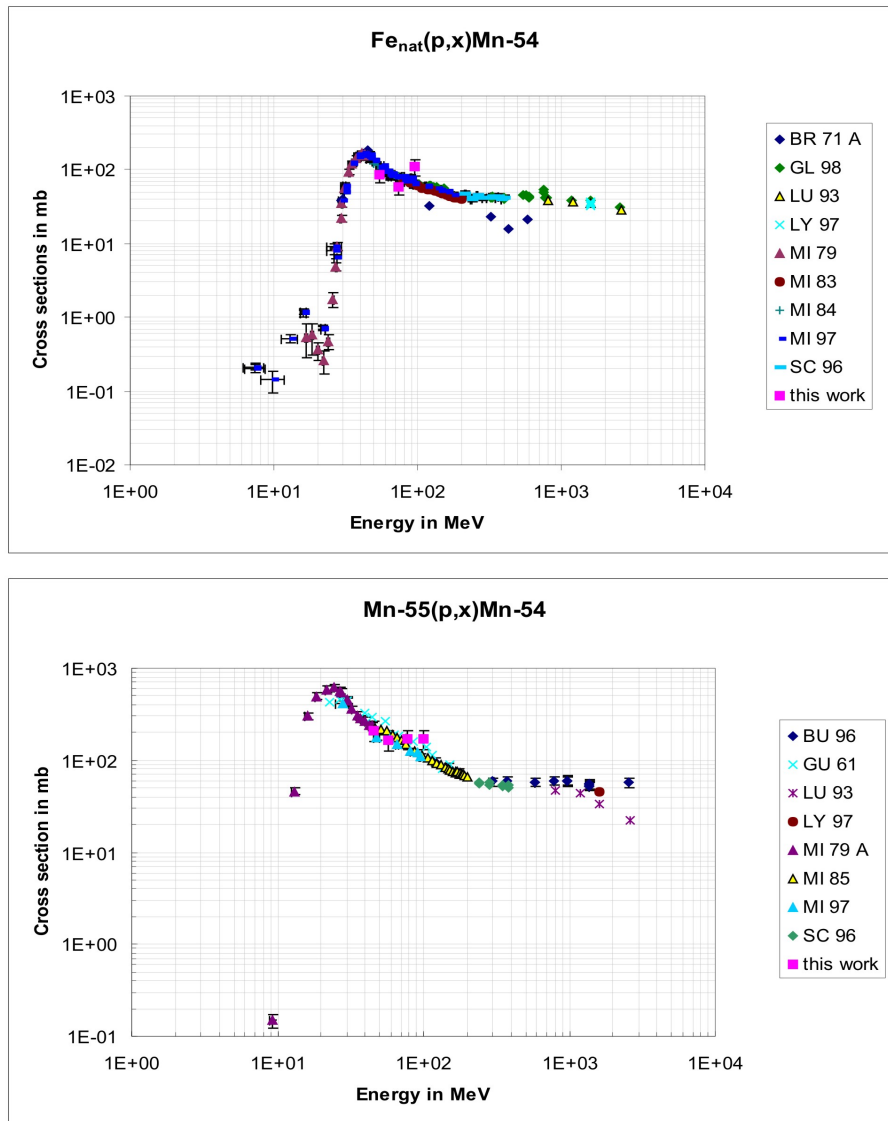 Fenat(p,x)Mn-54
Cross sections in mb
1E+03
1E+02
1E+01
1E+00
1E-01
1E-02
1E+00
1E+01
1E+02
1E+03
1E+04
Energy in MeV
BR 71 A
GL 98
LU 93
LY 97
MI 79
MI 83
MI 84
MI 97
SC 96
this work
Mn-55(p,x)Mn-54
Cross section in mb
1E+03
1E+02
1E+01
1E+00
1E-01
1E+00
1E+01
1E+02
1E+03
1E+04
Energy in MeV
BU 96
GU 61
LU 93
LY 97
MI 79 A
MI 85
MI 97
SC 96
this work